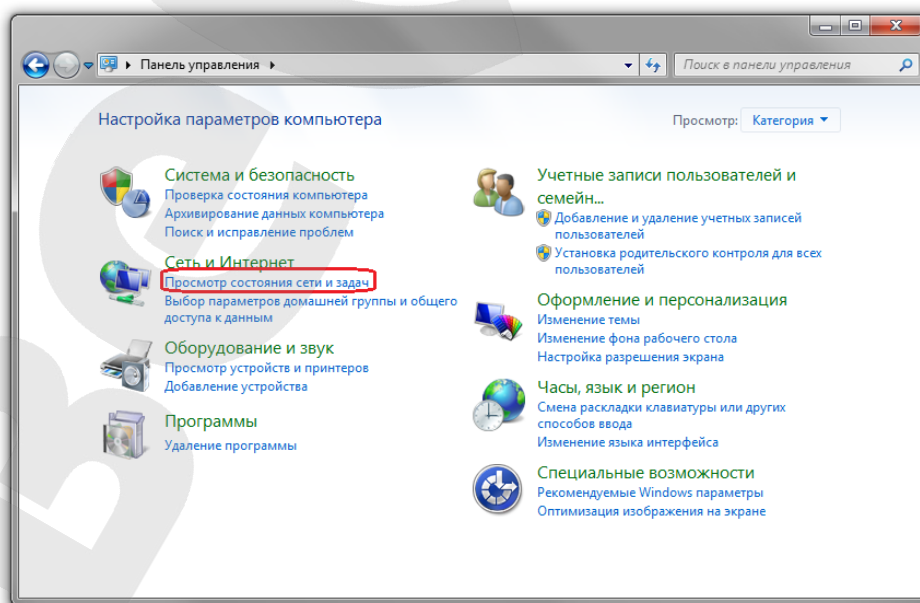 Панель управления
Поиск в панели управления
Настройка параметров компьютера
Просмотр: Категория
Система и безопасность
Проверка состояния компьютера
Архивирование данных компьютера
Поиск и исправление проблем
Сеть и Интернет
Просмотр состояния сети и задач
Выбор параметров домашней группы и общего
доступа к данным
Оборудование и звук
Просмотр устройств и принтеров
Добавление устройства
Программы
Удаление программы
Учетные записи пользователей и
семейн...
Добавление и удаление учетных записей
пользователей
Установка родительского контроля для всех
пользователей
Оформление и персонализация
Изменение темы
Изменение фона рабочего стола
Настройка разрешения экрана
Часы, язык и регион
Смена раскладки клавиатуры или других
способов ввода
Изменение языка интерфейса
Специальные возможности
Рекомендуемые Windows параметры
Оптимизация изображения на экране